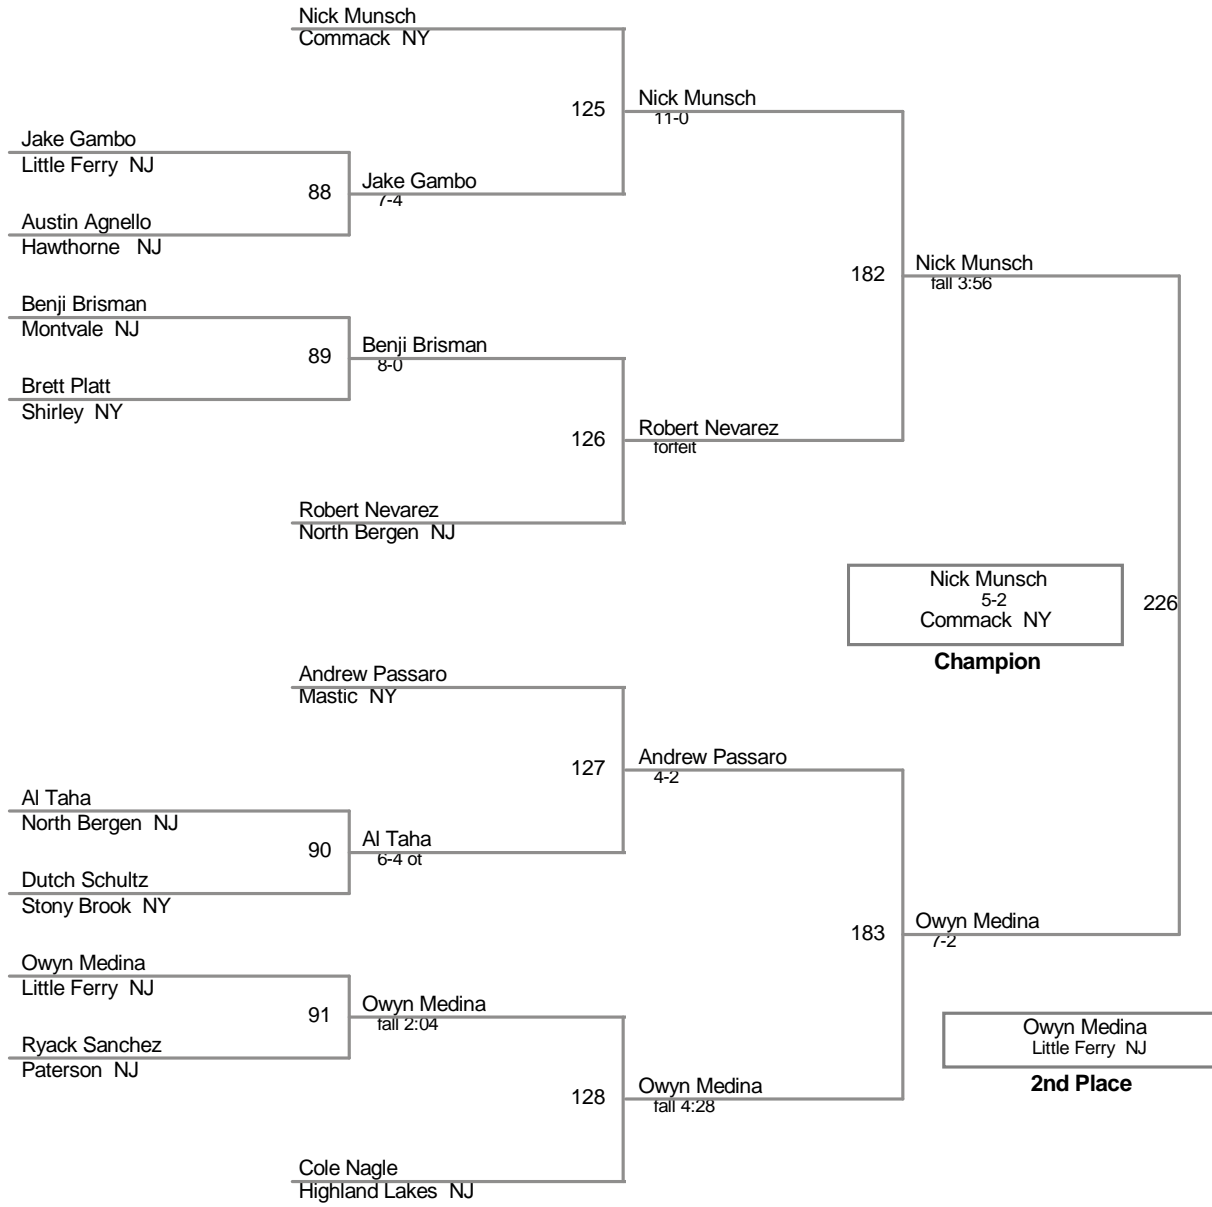 Nick Munsch
Commack  NY
125
Nick Munsch
11-0
Jake Gambo
Little Ferry  NJ
88
Jake Gambo
7-4
Austin Agnello
Hawthorne   NJ
182
Nick Munsch
fall 3:56
Benji Brisman
Montvale  NJ
89
Benji Brisman
8-0
Brett Platt
Shirley  NY
126
Robert Nevarez
forfeit
Robert Nevarez
North Bergen  NJ
Nick Munsch
5-2
Commack  NY
226
Champion
Andrew Passaro
Mastic  NY
127
Andrew Passaro
4-2
Al Taha
North Bergen  NJ
90
Al Taha
6-4 ot
Dutch Schultz
Stony Brook  NY
183
Owyn Medina
7-2
Owyn Medina
Little Ferry  NJ
91
Owyn Medina
fall 2:04
Ryack Sanchez
Paterson  NJ
Owyn Medina
Little Ferry  NJ
2nd Place
128
Owyn Medina
fall 4:28
Cole Nagle
Highland Lakes  NJ